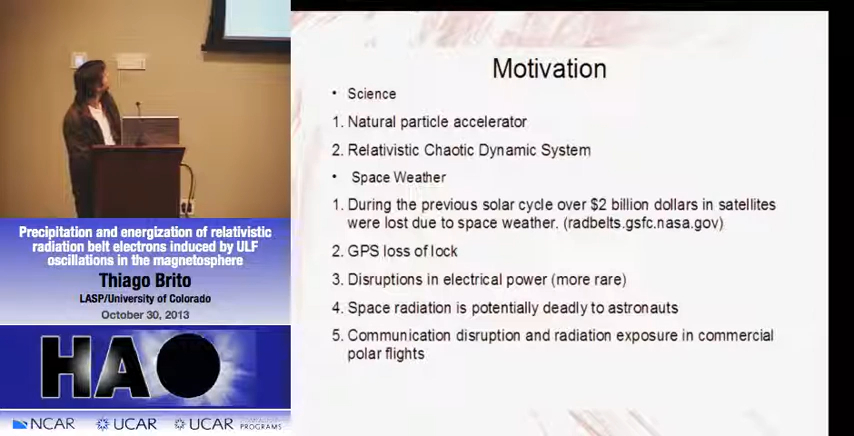 Motivation
• Science
1. Natural particle accelerator
2. Relativistic Chaotic Dynamic System
• Space Weather
1. During the previous solar cycle over $2 billion dollars in satellites
were lost due to space weather. (radbelts.gsfc.nasa.gov)
2. GPS loss of lock
3. Disruptions in electrical power (more rare)
4. Space radiation is potentially deadly to astronauts
5. Communication disruption and radiation exposure in commercial
polar flights
Precipitation and energization of relativistic
radiation belt electrons induced by ULF
oscillations in the magnetosphere
Thiago Brito
LASP/University of Colorado
October 30, 2013
HAO
NCAR UCAR UCAR
PROGRAMS